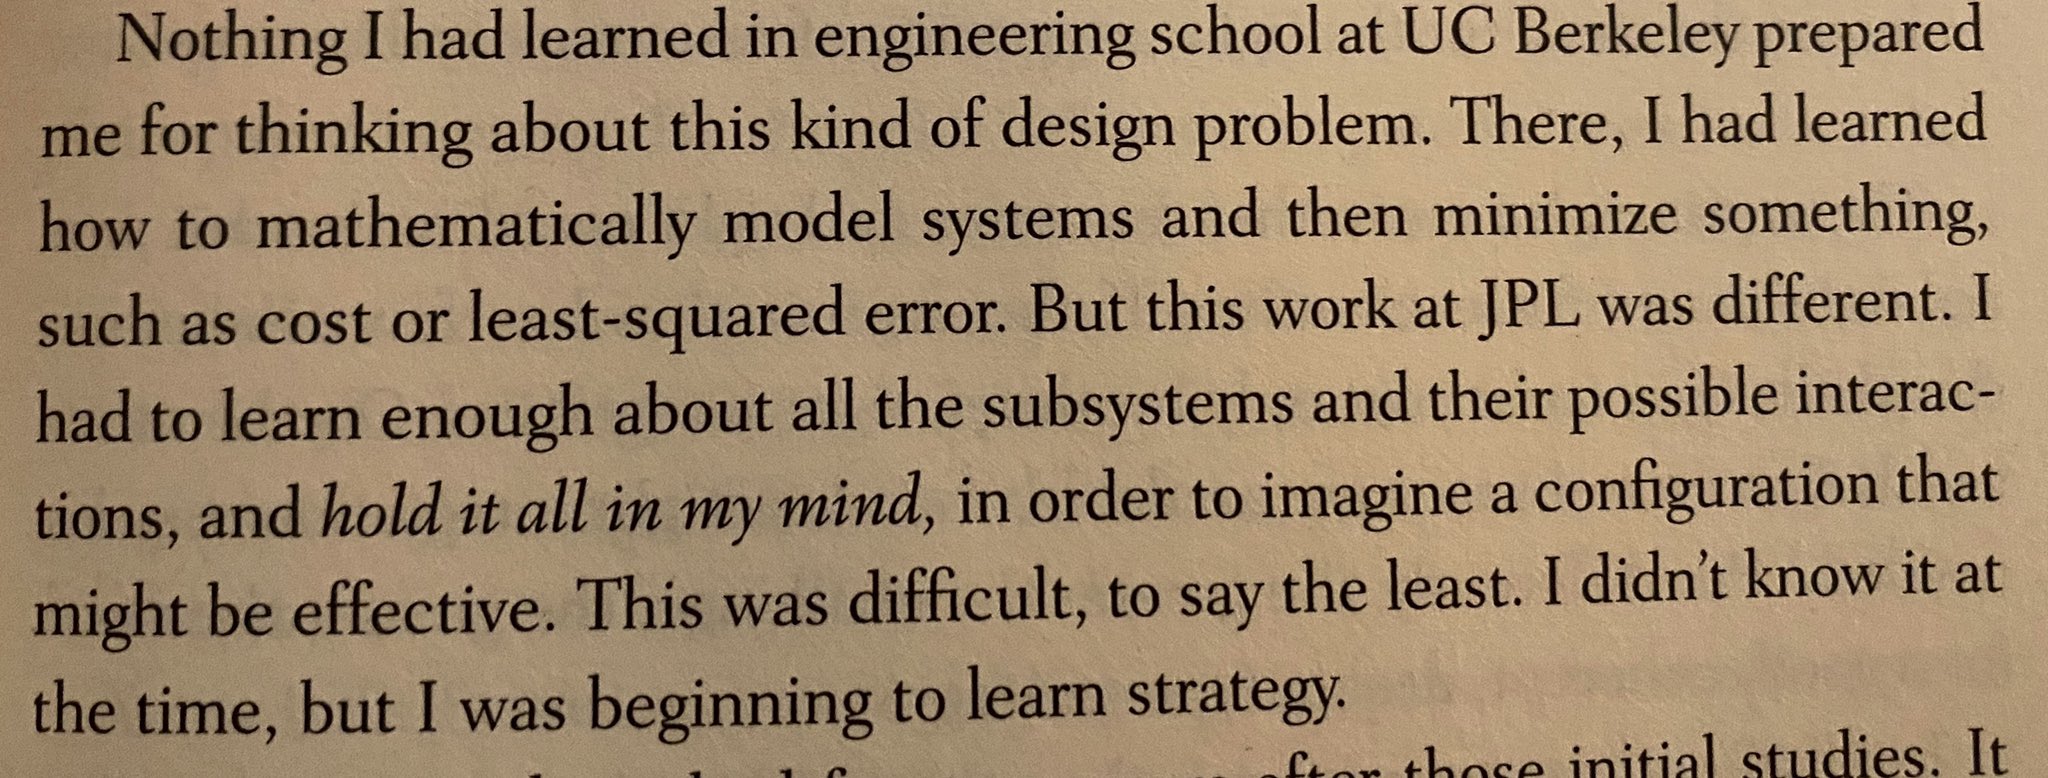 Nothing I had learned in engineering school at UC Berkeley prepared
me for thinking about this kind of design problem. There, I had learned
how to mathematically model systems and then minimize something,
such as cost or least-squared error. But this work at JPL was different. I
had to learn enough about all the subsystems and their possible interac-
tions, and hold it all in my mind, in order to imagine a configuration that
might be effective. This was difficult, to say the least. I didn’t know it at
the time, but I was beginning to learn strategy.
after those initial studies. It